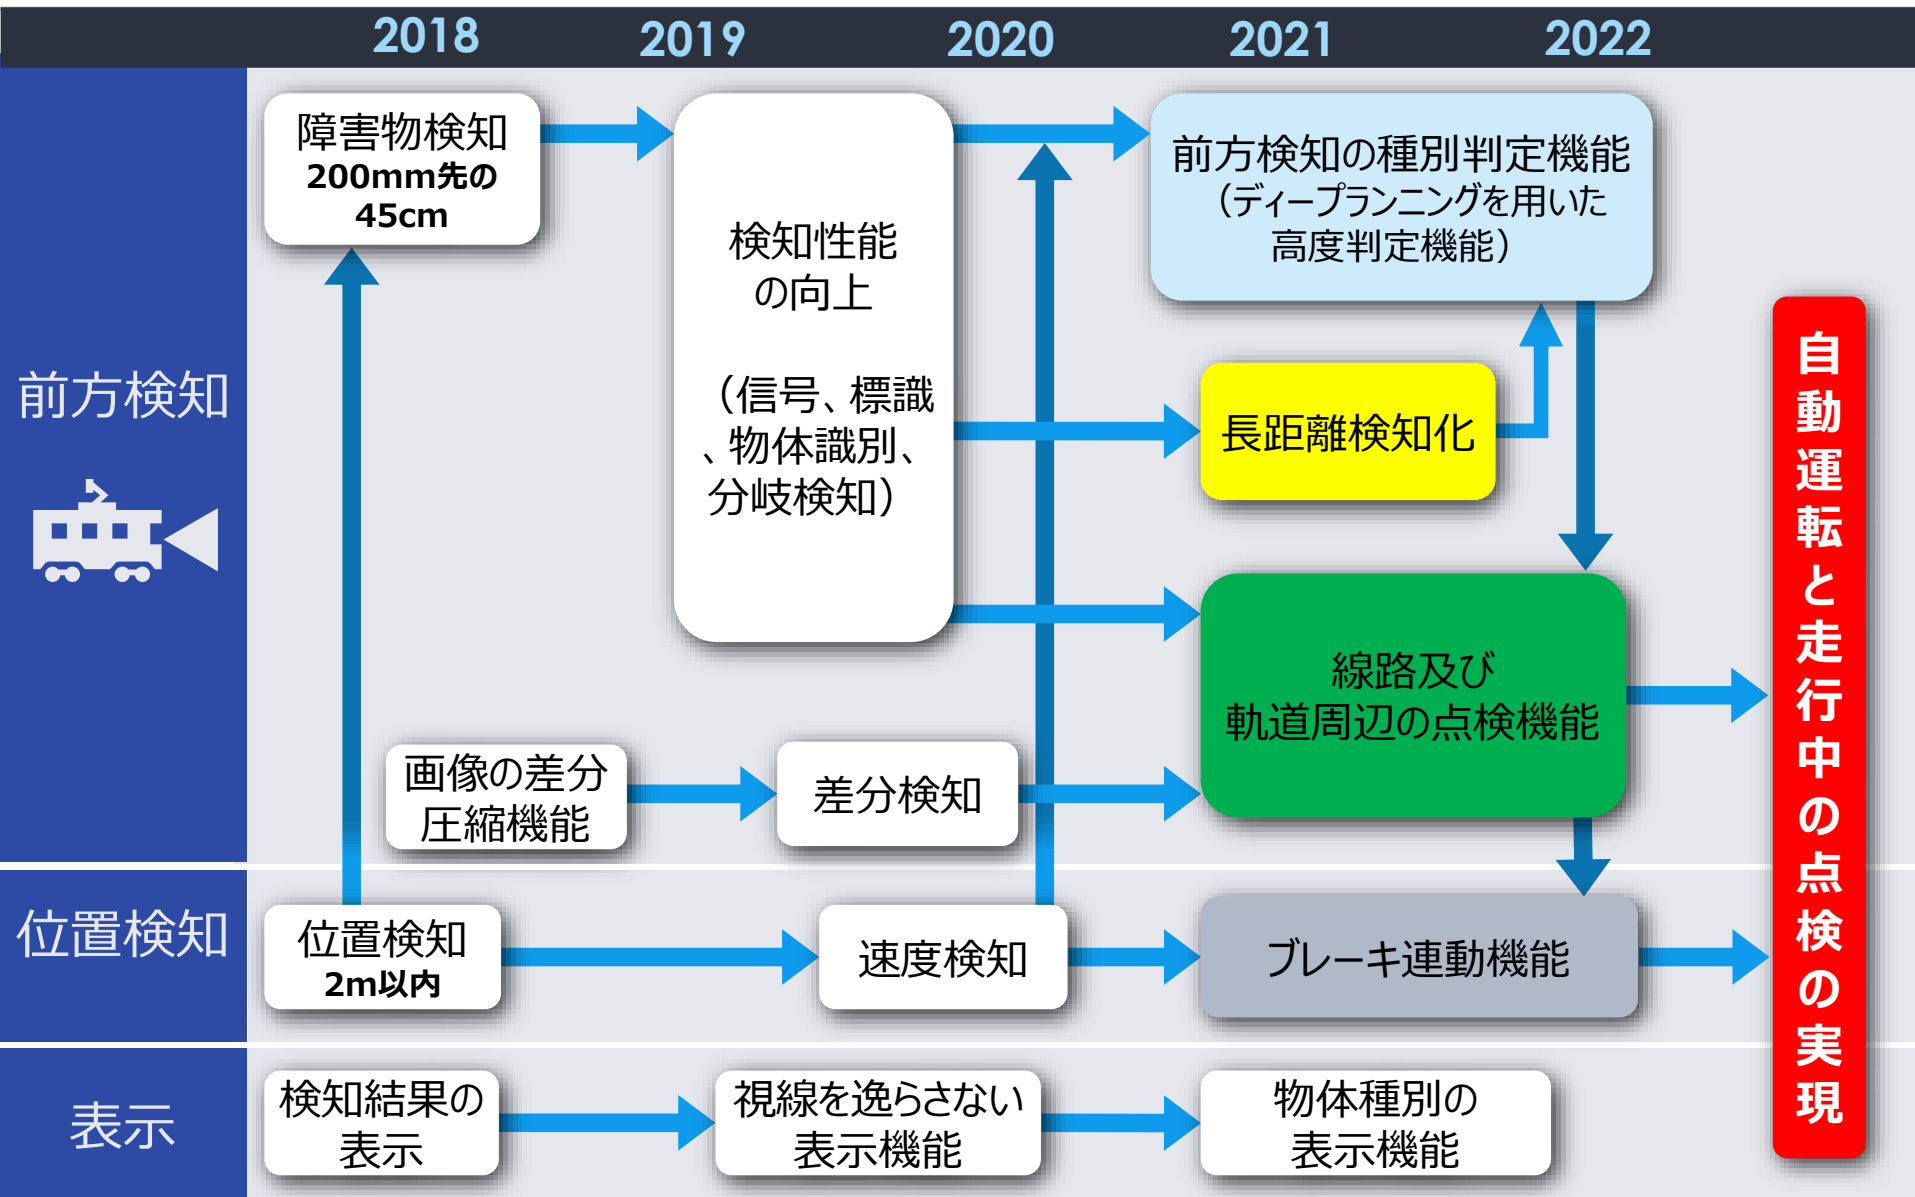 2018
2019
2020
2021
2022
前方検知
障害物検知
200mm先の
45cm
検知性能
の向上
（信号、標識
、物体識別、
分岐検知）
前方検知の種別判定機能
（ディープランニングを用いた
高度判定機能）
長距離検知化
線路及び
軌道周辺の点検機能
画像の差分
圧縮機能
差分検知
位置検知
位置検知
2m以内
速度検知
ブレーキ連動機能
表示
検知結果の
表示
視線を逸らさない
表示機能
物体種別の
表示機能
自動運転と走行中の点検の実現